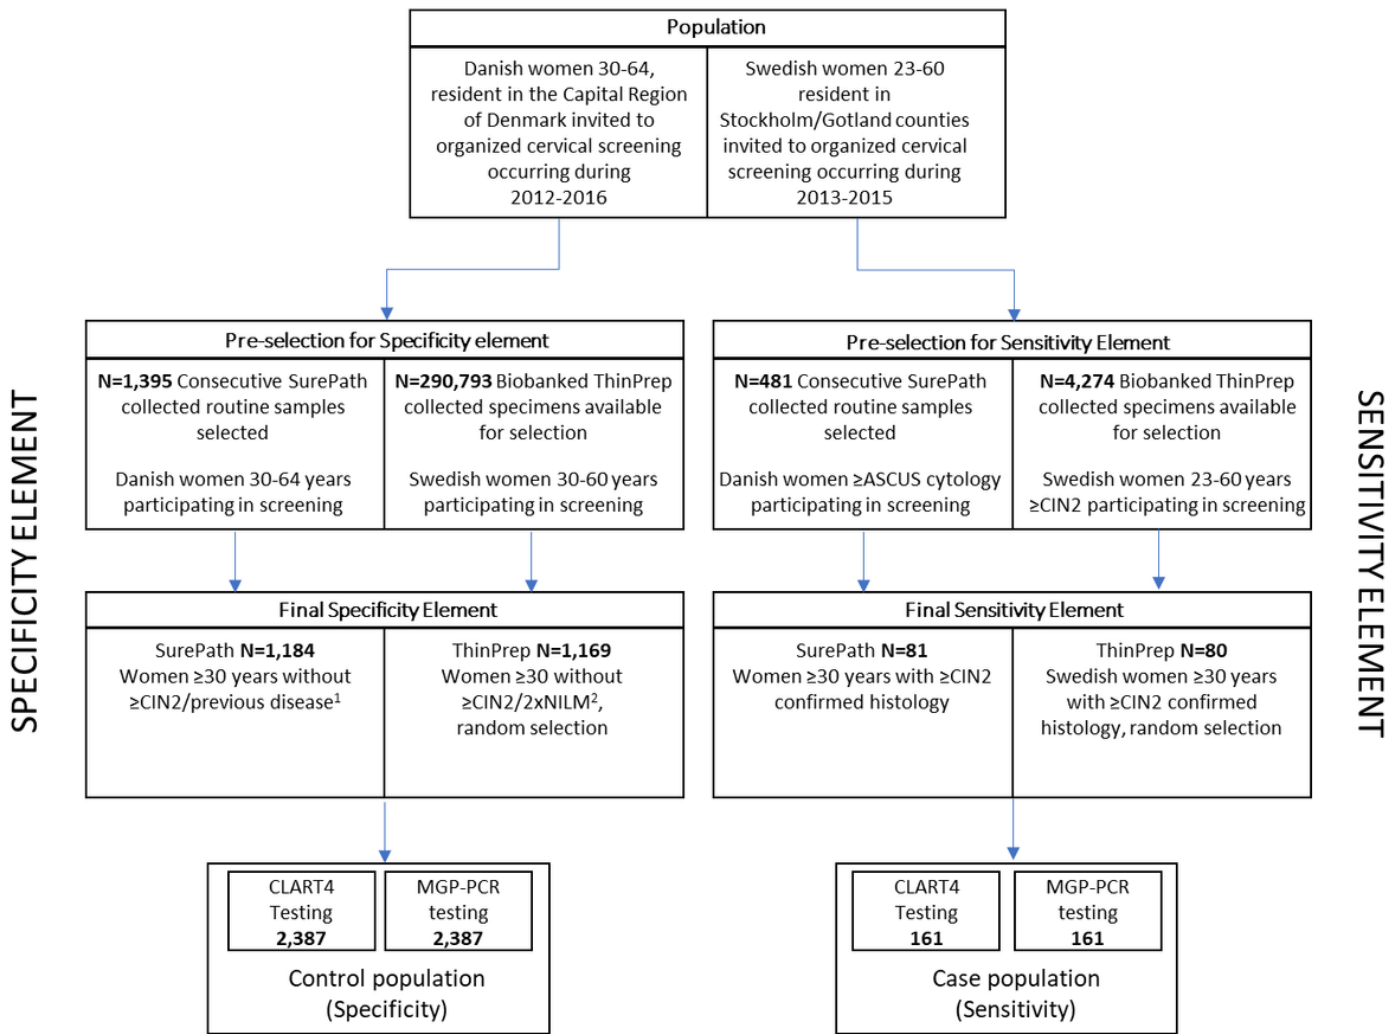 Population
Danish women 30-64,
resident in the Capital Region
of Denmark invited to
organized cervical screening
occurring during
2012-2016
Swedish women 23-60
resident in
Stockholm/Gotland counties
invited to organized cervical
screening occurring during
2013-2015
SPECIFICITY ELEMENT
Pre-selection for Specificity element
N=1,395 Consecutive SurePath
collected routine samples
selected
Danish women 30-64 years
participating in screening
N=290,793 Biobanked ThinPrep
collected specimens available
for selection
Swedish women 30-60 years
participating in screening
Pre-selection for Sensitivity Element
N=481 Consecutive SurePath
collected routine samples
selected
Danish women ≥ASCUS cytology
participating in screening
N=4,274 Biobanked ThinPrep
collected specimens available
for selection
Swedish women 23-60 years
≥CIN2 participating in screening
SENSITIVITY ELEMENT
Final Specificity Element
SurePath N=1,184
Women ≥30 years without
≥CIN2/previous disease¹
ThinPrep N=1,169
Women ≥30 without
≥CIN2/2xNILM²,
random selection
Final Sensitivity Element
SurePath N=81
Women ≥30 years with ≥CIN2
confirmed histology
ThinPrep N=80
Swedish women ≥30 years
with ≥CIN2 confirmed
histology, random selection
CLART4
Testing
2,387
MGP-PCR
testing
2,387
Control population
(Specificity)
CLART4
Testing
161
MGP-PCR
testing
161
Case population
(Sensitivity)